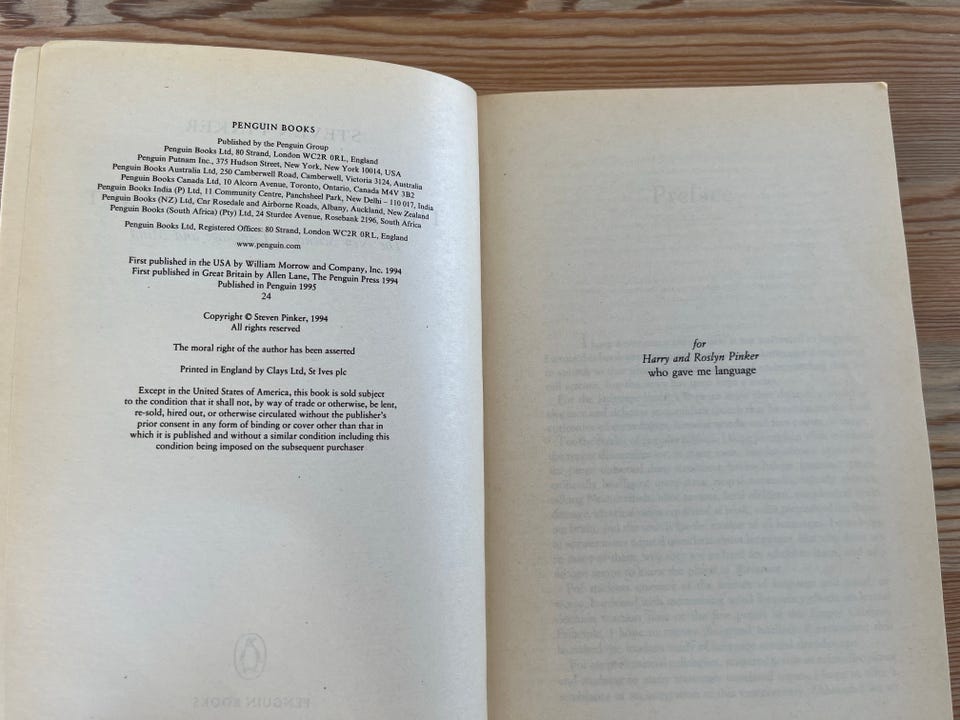 PENGUIN BOOKS
Published by the Penguin Group
Penguin Books Ltd, 80 Strand, London WC2R 0RL, England
Penguin Putnam Inc., 375 Hudson Street, New York, New York 10014, USA
Penguin Books Australia Ltd, 250 Camberwell Road, Camberwell, Victoria 3124, Australia
Penguin Books Canada Ltd, 10 Alcorn Avenue, Toronto, Ontario, Canada M4V 3B2
Penguin Books India (P) Ltd, 11 Community Centre, Panchsheel Park, New Delhi – 110 017, India
Penguin Books (NZ) Ltd, Cnr Rosedale and Airborne Roads, Albany, Auckland, New Zealand
Penguin Books (South Africa) (Pty) Ltd, 24 Sturdee Avenue, Rosebank 2196, South Africa
Penguin Books Ltd, Registered Offices: 80 Strand, London WC2R 0RL, England
www.penguin.com
First published in the USA by William Morrow and Company, Inc. 1994
First published in Great Britain by Allen Lane, The Penguin Press 1994
Published in Penguin 1995
24
Copyright © Steven Pinker, 1994
All rights reserved
The moral right of the author has been asserted
Printed in England by Clays Ltd, St Ives plc
Except in the United States of America, this book is sold subject
to the condition that it shall not, by way of trade or otherwise, be lent,
re-sold, hired out, or otherwise circulated without the publisher's
prior consent in any form of binding or cover other than that in
which it is published and without a similar condition including this
condition being imposed on the subsequent purchaser
for
Harry and Roslyn Pinker
who gave me language